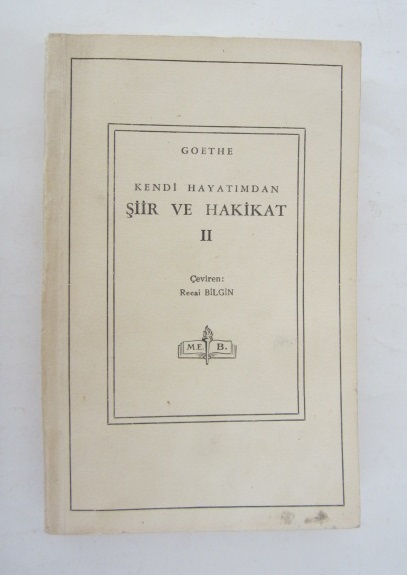 GOETHE
KENDİ HAYATIMDAN
ŞİİR VE HAKİKAT
II
Çeviren:
Recai BİLGİN
M.E. B.